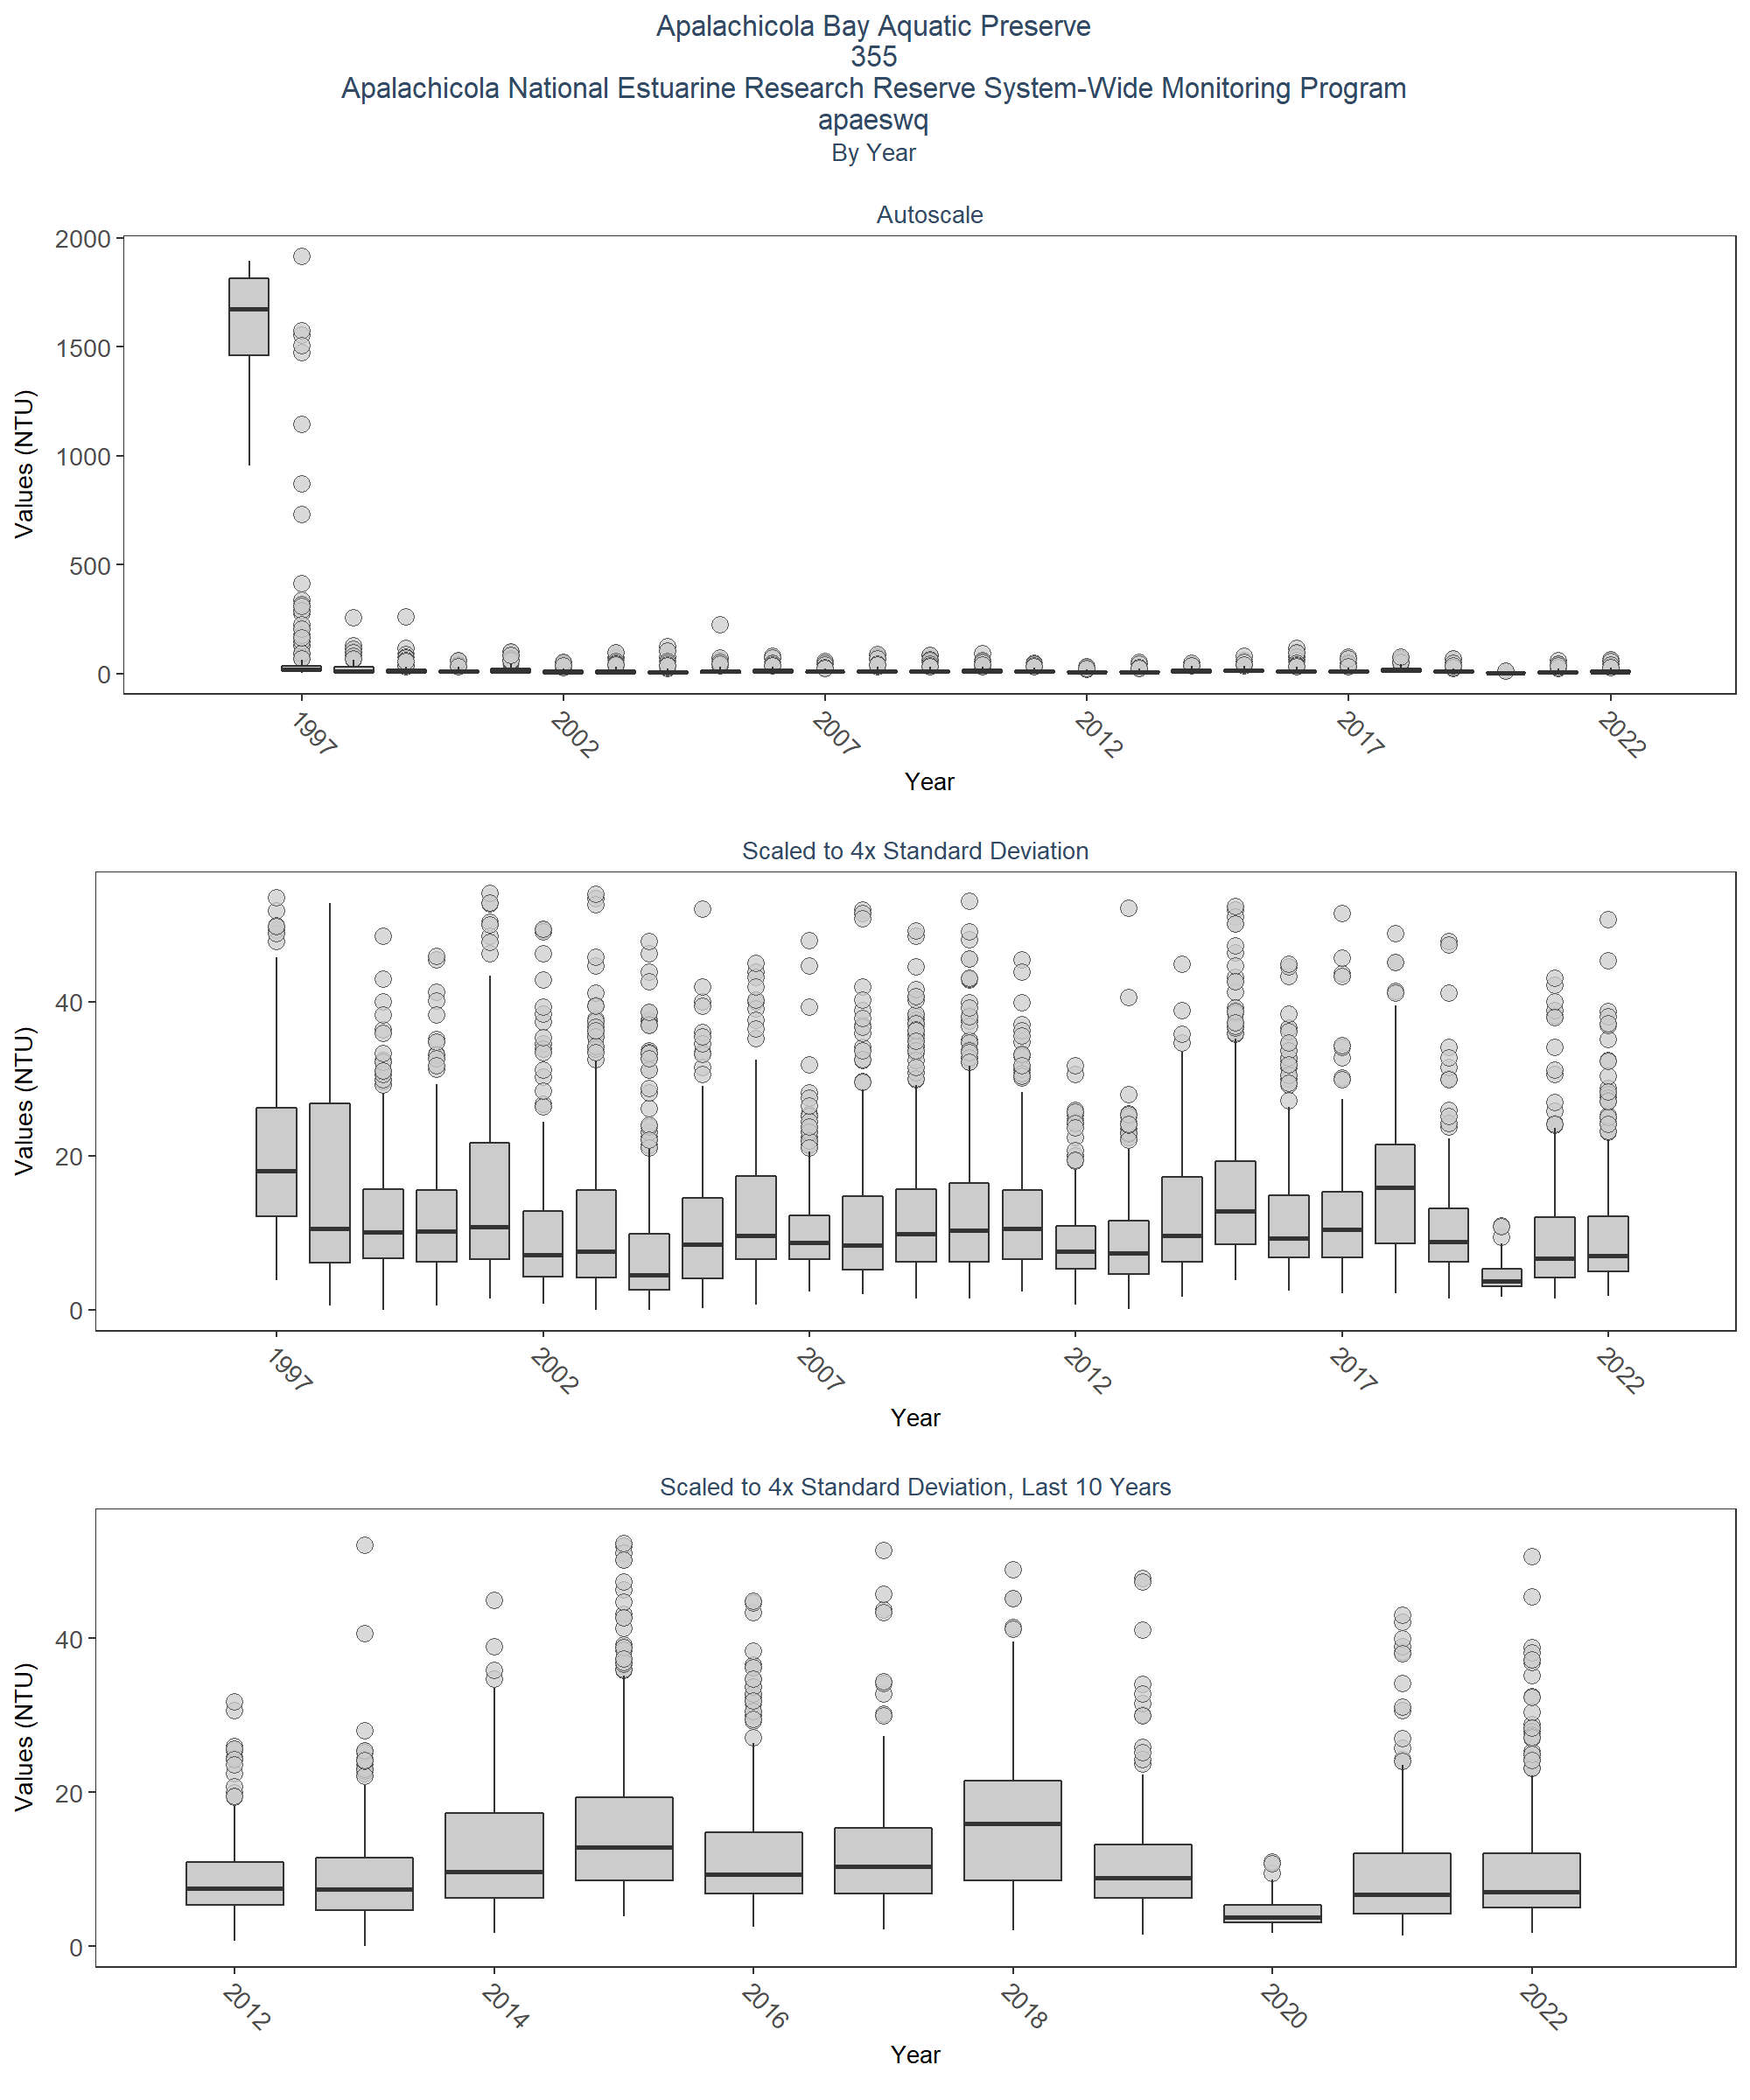 Apalachicola Bay Aquatic Preserve
355
Apalachicola National Estuarine Research Reserve System-Wide Monitoring Program
apaeswq
By Year
Autoscale
Values (NTU)
2000
1500
1000
500
0
1997 2002 2007 2012 2017 2022
Year
Scaled to 4x Standard Deviation
Values (NTU)
40
20
0
1997 2002 2007 2012 2017 2022
Year
Scaled to 4x Standard Deviation, Last 10 Years
Values (NTU)
40
20
0
2012 2014 2016 2018 2020 2022
Year